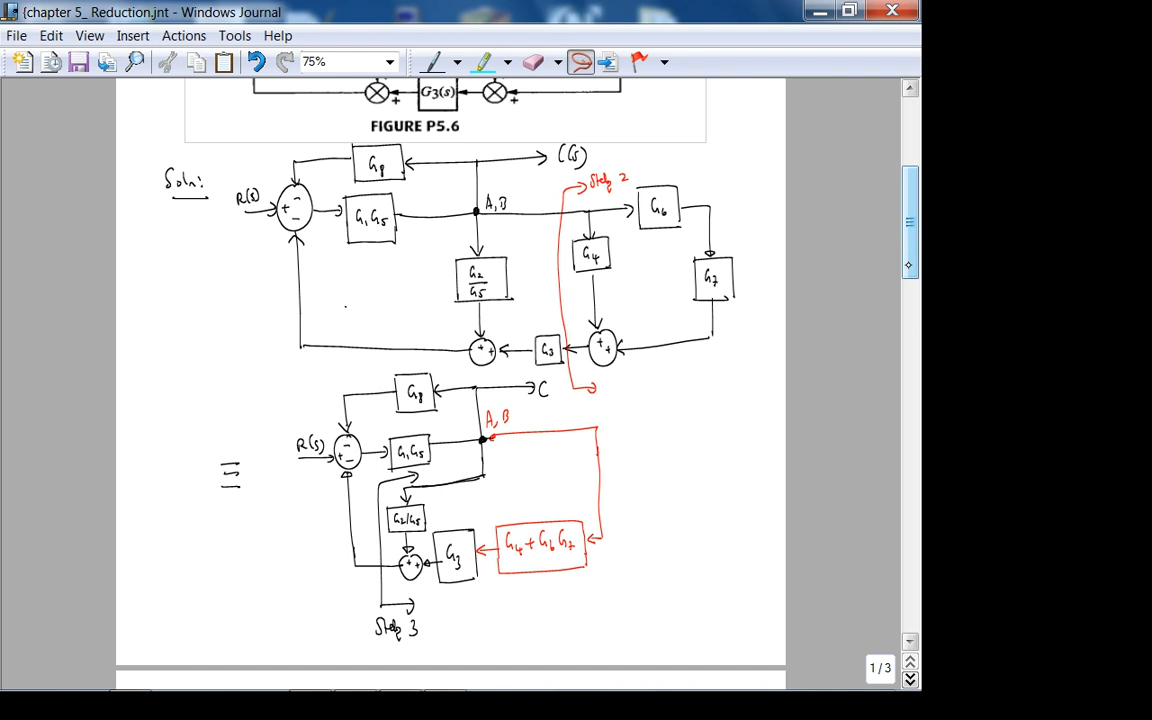 {chapter 5_ Reduction.jnt - Windows Journal
File Edit View Insert Actions Tools Help
75%
+ G3(s) +
FIGURE P5.6
Soln:
G8
C(s)
Step 2
R(s)
+ - -
G1G5
A,B
G6
G4
G2
G5
G7
+ +
G3
+ +
G8
C
A,B
R(s)
+ - -
G1G5
G2/G5
G4+G6G7
G3
+ +
Step 3
1 / 3